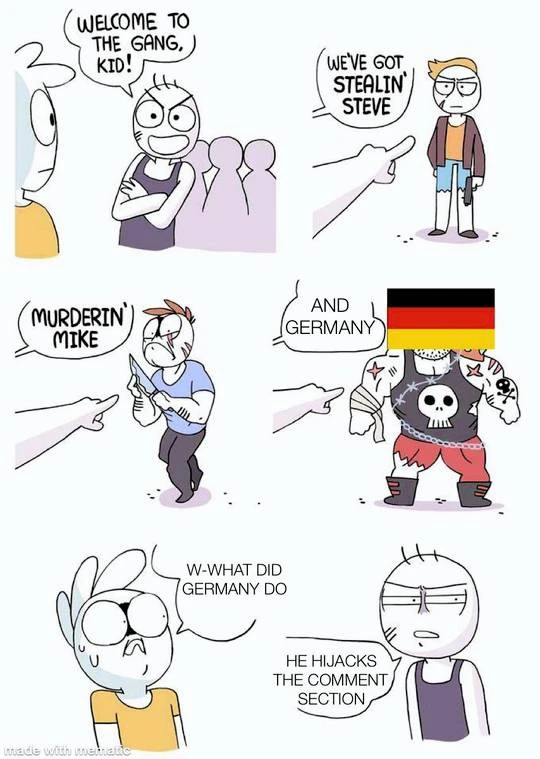 WELCOME TO
THE GANG,
KID!
WE'VE GOT
STEALIN'
STEVE
MURDERIN'
MIKE
AND
GERMANY
W-WHAT DID
GERMANY DO
HE HIJACKS
THE COMMENT
SECTION
made with mematic